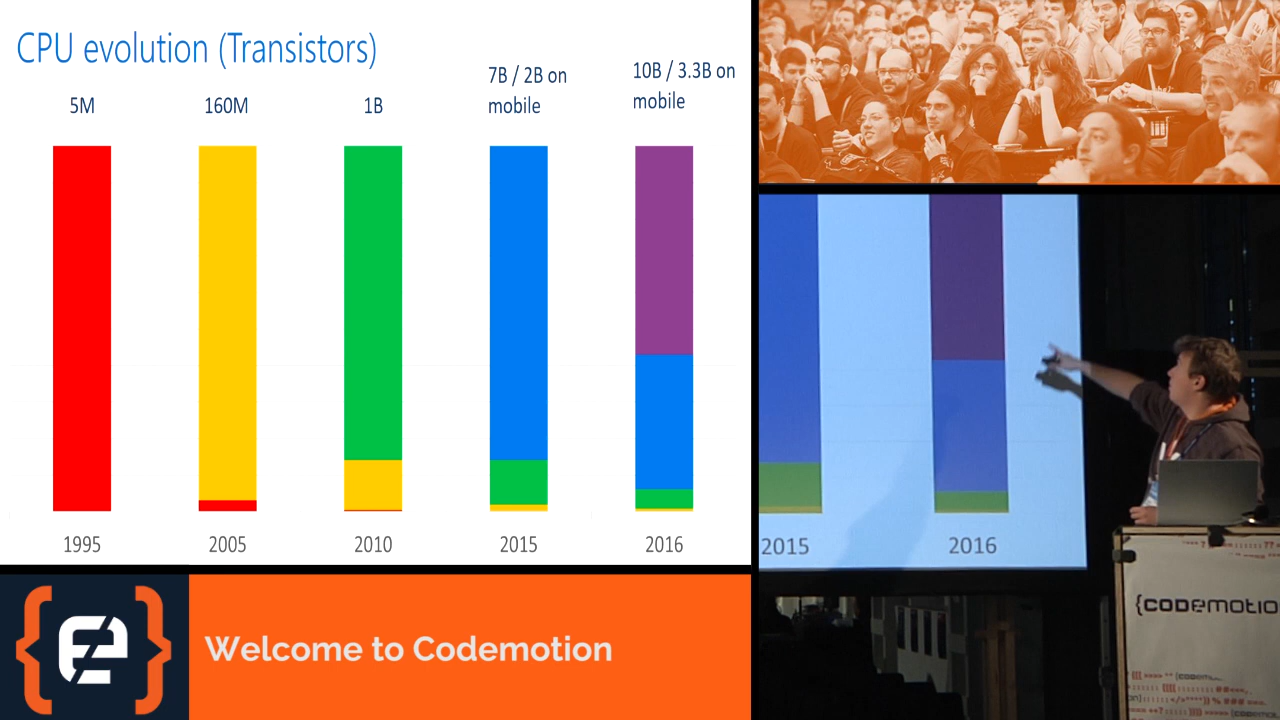 CPU evolution (Transistors)
5M
160M
1B
7B / 2B on
mobile
10B / 3.3B on
mobile
1995
2005
2010
2015
2016
Welcome to Codemotion
2015
2016
{CODEMOTIO